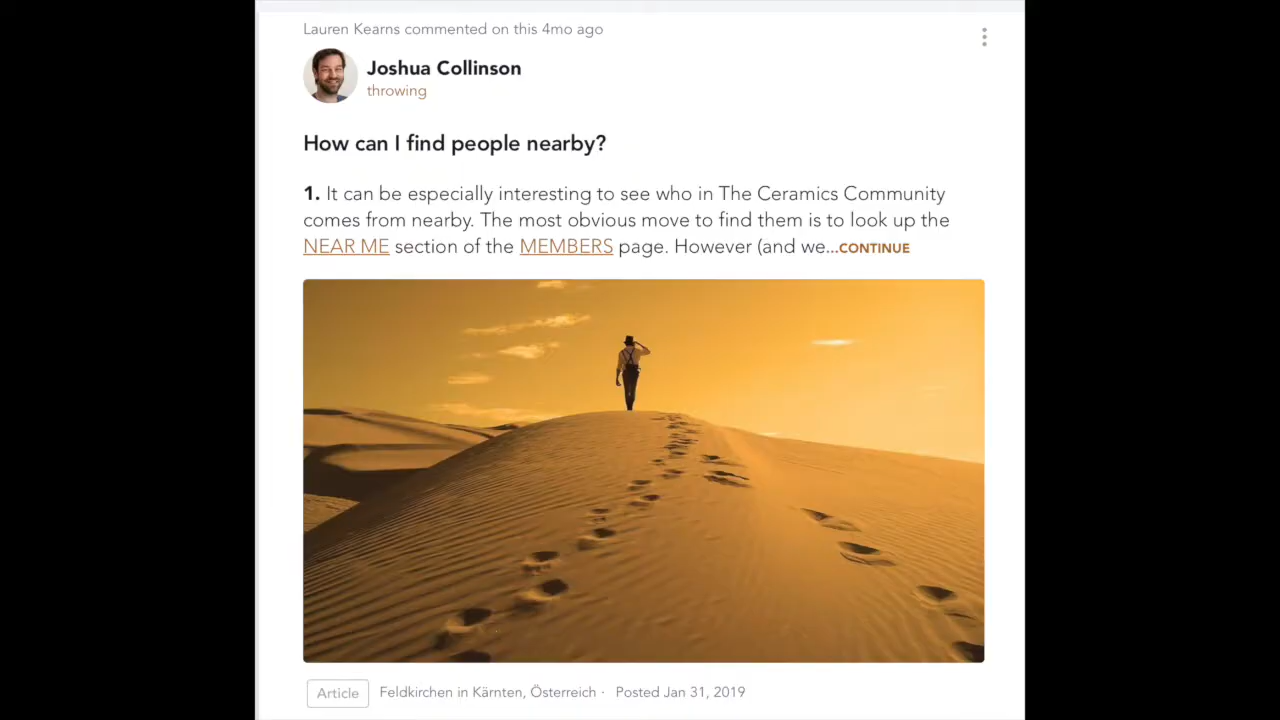 Lauren Kearns commented on this 4mo ago
Joshua Collinson
throwing
How can I find people nearby?
1. It can be especially interesting to see who in The Ceramics Community
comes from nearby. The most obvious move to find them is to look up the
NEAR ME section of the MEMBERS page. However (and we...CONTINUE
Article Feldkirchen in Kärnten, Österreich · Posted Jan 31, 2019